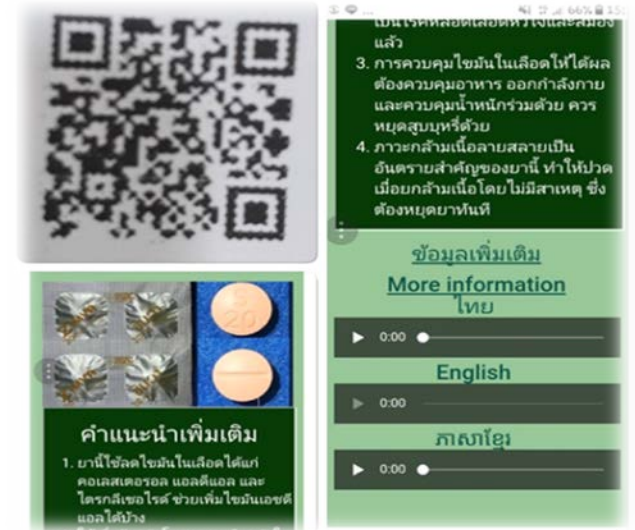 S
20
คำแนะนำเพิ่มเติม
1. ยานี้ใช้ลดไขมันในเลือดได้แก่
คอเลสเตอรอล แอลดีแอล และ
ไตรกลีเซอไรด์ ช่วยเพิ่มไขมันเอชดี
แอลได้บ้าง
66%
เป็นโรคหลอดเลือดหัวใจและสมอง
แล้ว
3. การควบคุมไขมันในเลือดให้ได้ผล
ต้องควบคุมอาหาร ออกกำลังกาย
และควบคุมน้ำหนักร่วมด้วย ควร
หยุดสูบบุหรี่ด้วย
4. ภาวะกล้ามเนื้อลายสลายเป็น
อันตรายสำคัญของยานี้ ทำให้ปวด
เมื่อยกล้ามเนื้อโดยไม่มีสาเหตุ ซึ่ง
ต้องหยุดยาทันที
ข้อมูลเพิ่มเติม
More information
ไทย
0:00
English
0:00
ភាសាខ្មែរ
0:00